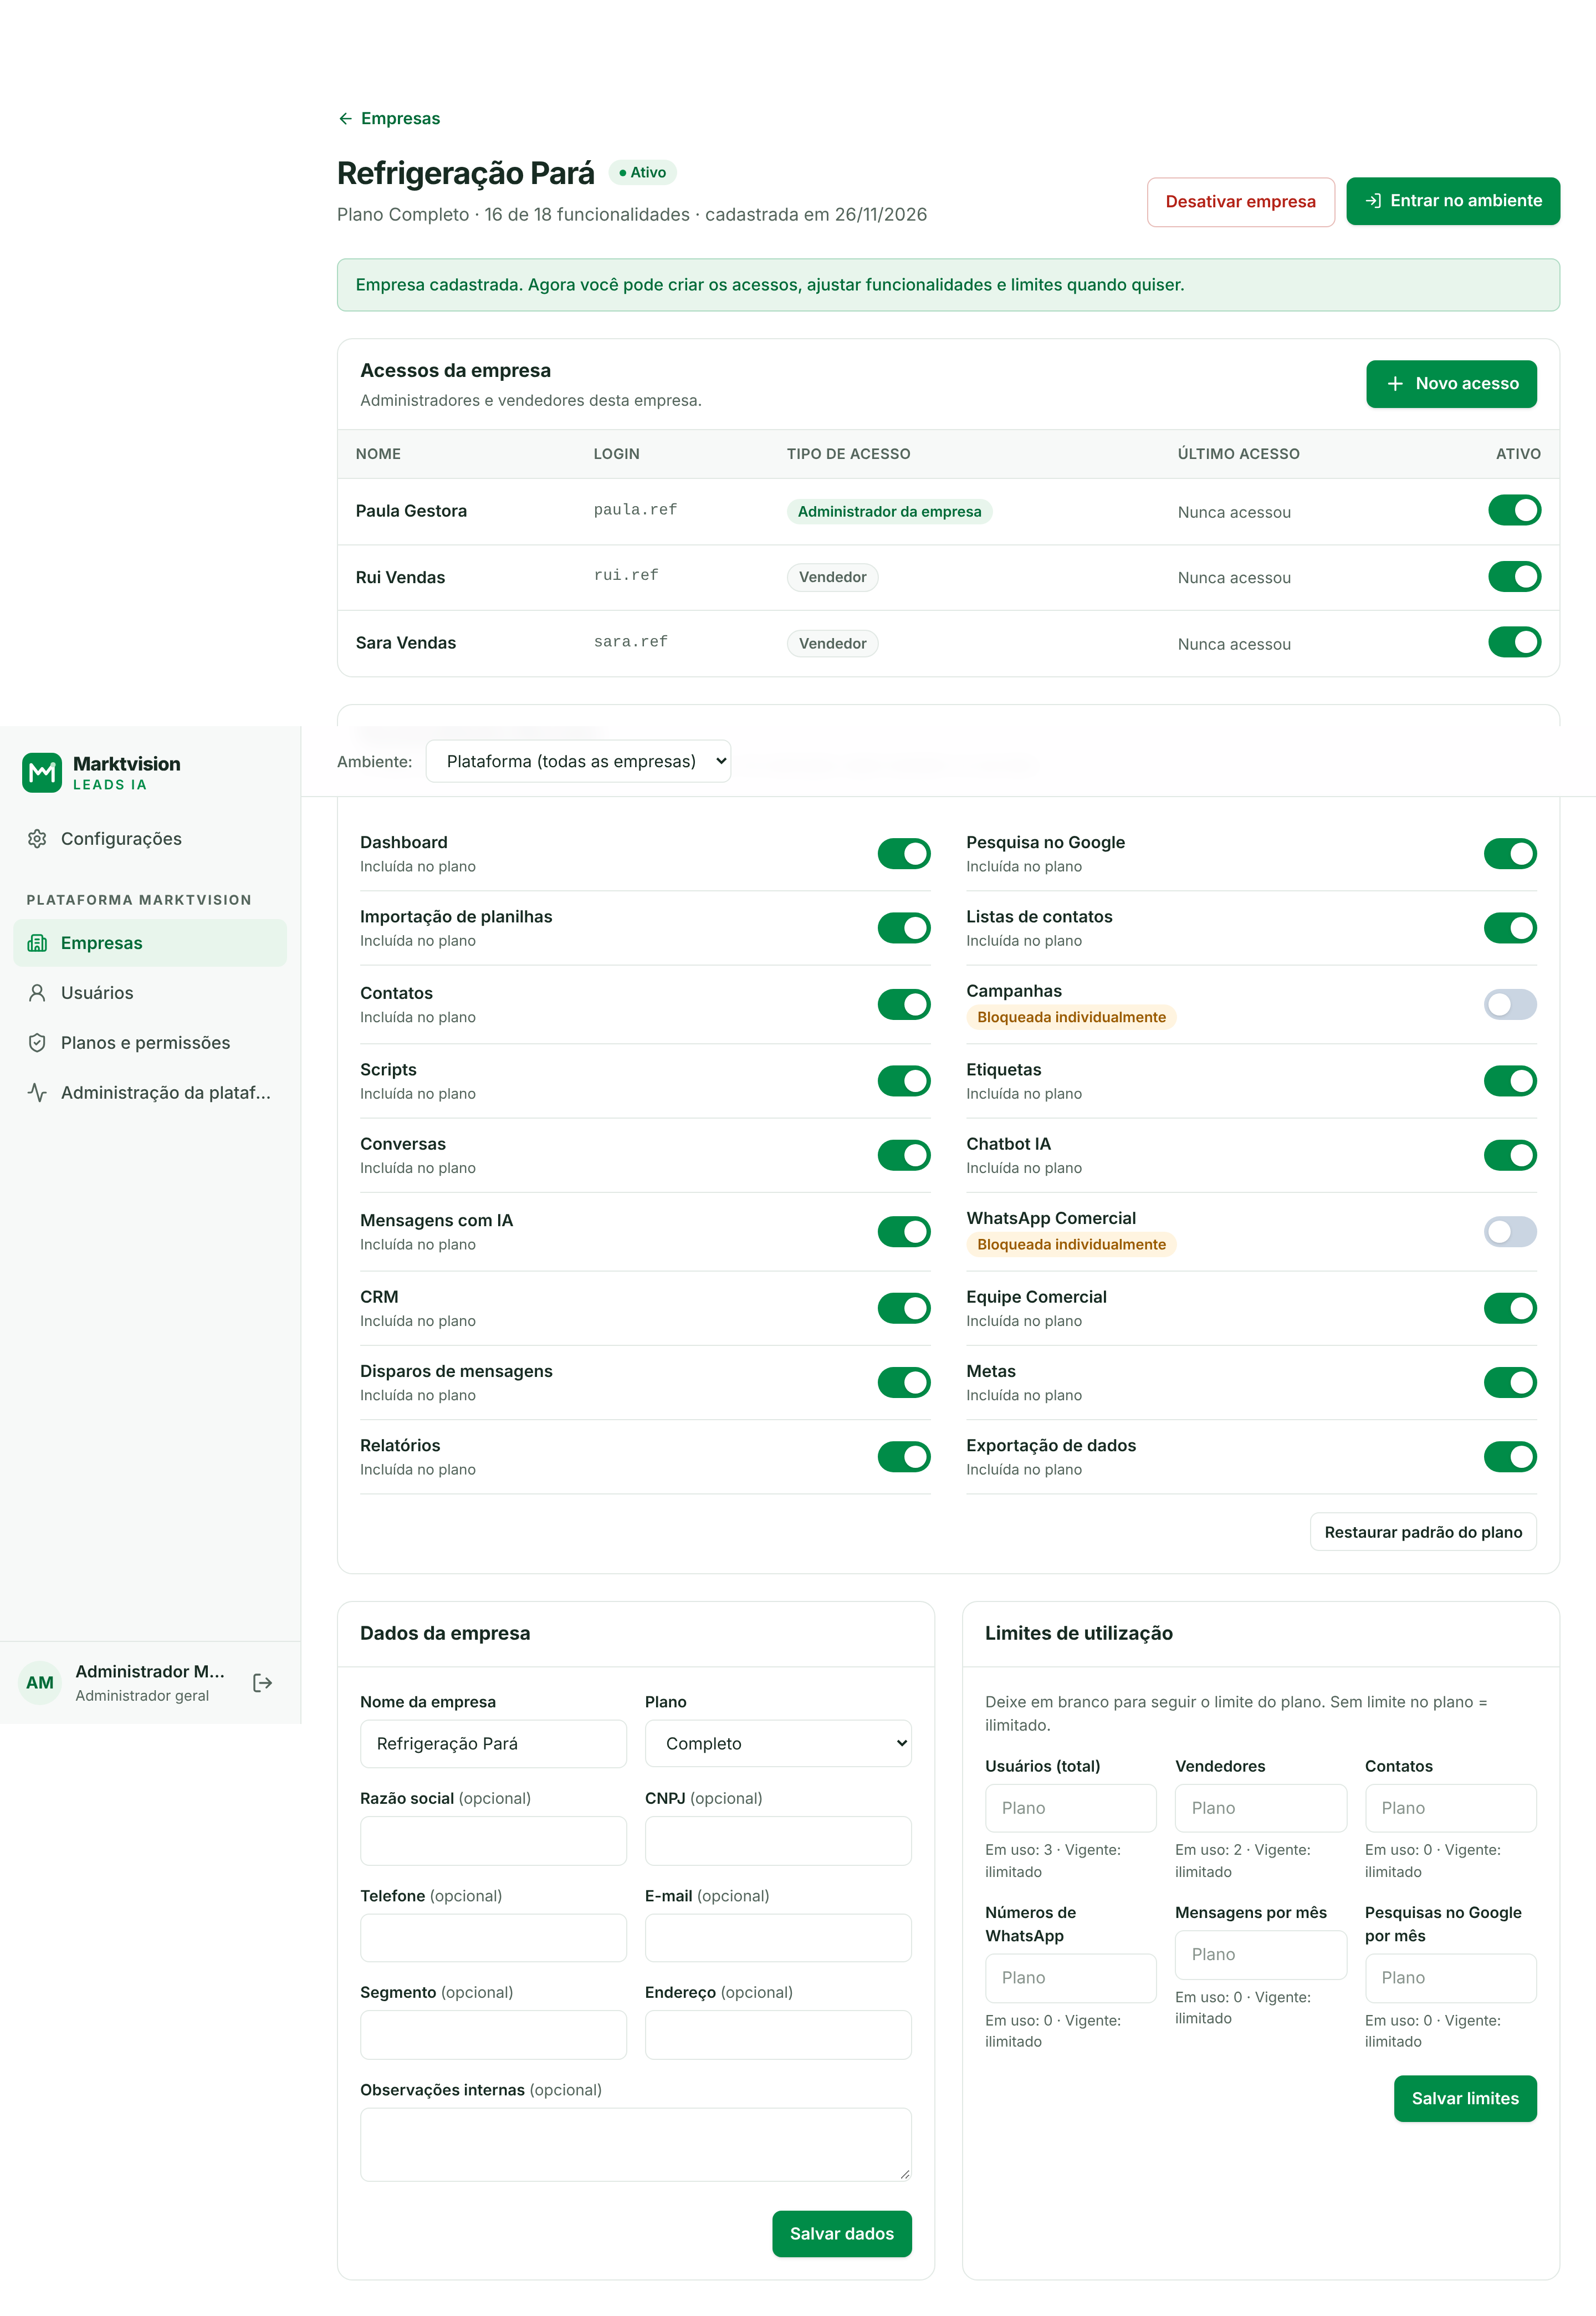 Empresas
Refrigeração Pará
Ativo
Plano Completo · 16 de 18 funcionalidades · cadastrada em 26/11/2026
Desativar empresa
Entrar no ambiente
Empresa cadastrada. Agora você pode criar os acessos, ajustar funcionalidades e limites quando quiser.
Acessos da empresa
Administradores e vendedores desta empresa.
Novo acesso
NOME LOGIN TIPO DE ACESSO ÚLTIMO ACESSO ATIVO
Paula Gestora paula.ref Administrador da empresa Nunca acessou
Rui Vendas rui.ref Vendedor Nunca acessou
Sara Vendas sara.ref Vendedor Nunca acessou
Marktvision
LEADS IA
Configurações
PLATAFORMA MARKTVISION
Empresas
Usuários
Planos e permissões
Administração da plataf...
AM
Administrador M...
Administrador geral
Ambiente: Plataforma (todas as empresas)
Dashboard
Incluída no plano
Pesquisa no Google
Incluída no plano
Importação de planilhas
Incluída no plano
Listas de contatos
Incluída no plano
Contatos
Incluída no plano
Campanhas
Bloqueada individualmente
Scripts
Incluída no plano
Etiquetas
Incluída no plano
Conversas
Incluída no plano
Chatbot IA
Incluída no plano
Mensagens com IA
Incluída no plano
WhatsApp Comercial
Bloqueada individualmente
CRM
Incluída no plano
Equipe Comercial
Incluída no plano
Disparos de mensagens
Incluída no plano
Metas
Incluída no plano
Relatórios
Incluída no plano
Exportação de dados
Incluída no plano
Restaurar padrão do plano
Dados da empresa
Nome da empresa
Refrigeração Pará
Plano
Completo
Razão social (opcional)
CNPJ (opcional)
Telefone (opcional)
E-mail (opcional)
Segmento (opcional)
Endereço (opcional)
Observações internas (opcional)
Salvar dados
Limites de utilização
Deixe em branco para seguir o limite do plano. Sem limite no plano =
ilimitado.
Usuários (total)
Plano
Em uso: 3 · Vigente:
ilimitado
Vendedores
Plano
Em uso: 2 · Vigente:
ilimitado
Contatos
Plano
Em uso: 0 · Vigente:
ilimitado
Números de
WhatsApp
Plano
Em uso: 0 · Vigente:
ilimitado
Mensagens por mês
Plano
Em uso: 0 · Vigente:
ilimitado
Pesquisas no Google
por mês
Plano
Em uso: 0 · Vigente:
ilimitado
Salvar limites